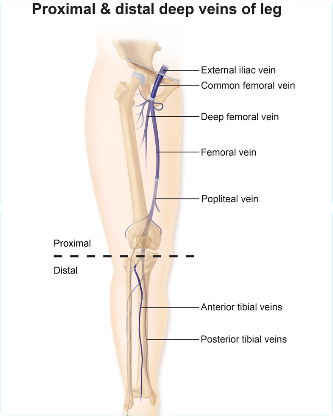 Proximal & distal deep veins of leg
External iliac vein
Common femoral vein
Deep femoral vein
Femoral vein
Popliteal vein
Proximal
Distal
Anterior tibial veins
Posterior tibial veins